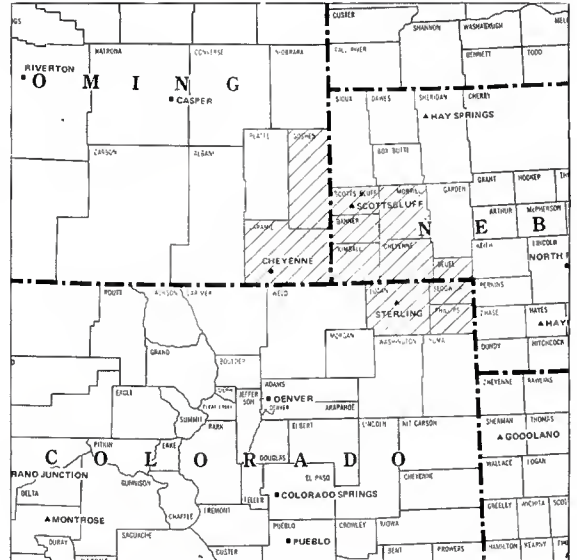 CUSTER
SHANNON
WASHABAUGH
FALL RIVER
BENNETT
TODD
NATRONA
CONVERSE
NIOBRARA
RIVERTON
O M I N G
CASPER
SIOUX
DAWES
SHERIDAN
CHERRY
HAY SPRINGS
PLATTE
GOSHEN
CARBON
ALBANY
BOX BUTTE
GRANT
HOOKER
SCOTTS BLUFF
MORRILL
GARDEN
SCOTTSBLUFF
ARTHUR
McPHERSON
BANNER
N E B
LARAMIE
KIMBALL
CHEYENNE
KEITH
LINCOLN
CHEYENNE
DEUEL
NORTH
PERKINS
ROUTT
JACKSON
LARIMER
WELD
LOGAN
SEDGWICK
STERLING
PHILLIPS
CHASE
HAYES
MORGAN
WASHINGTON
YUMA
GRAND
BOULDER
DUNDY
HITCHCOCK
ADAMS
CHEYENNE
RAWLINS
EAGLE
JEFFERSON
DENVER
DENVER
ARAPAHOE
SUMMIT
PARK
ELBERT
LINCOLN
KIT CARSON
SHERMAN
THOMAS
GOODLAND
PITKIN
LAKE
C O L O R A D O
DOUGLAS
WALLACE
LOGAN
RAND JUNCTION
GUNNISON
EL PASO
CHEYENNE
DELTA
TELLER
COLORADO SPRINGS
GREELEY
WICHITA
MONTROSE
CHAFFEE
FREMONT
SAGUACHE
PUEBLO
CROWLEY
KIOWA
OURAY
CUSTER
PUEBLO
BENT
PROWERS
HAMILTON
KEARNY